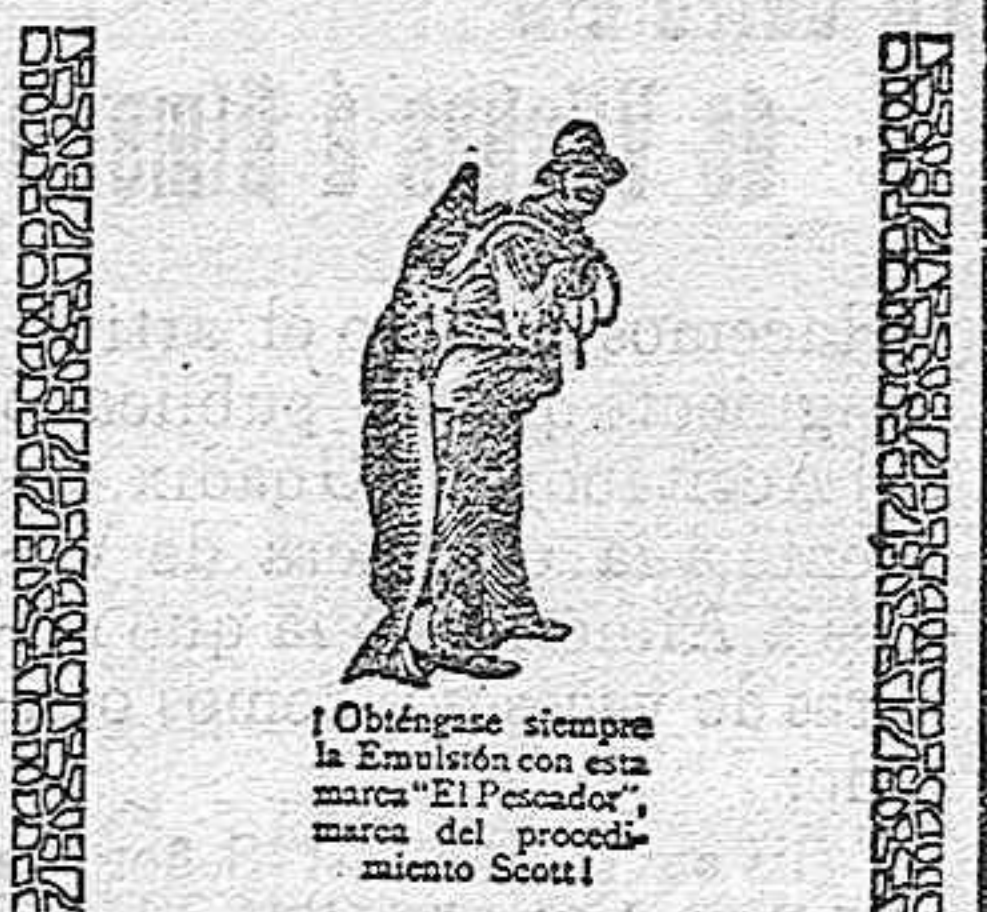 ¡Obténgase siempre
la Emulsión con esta
marca "El Pescador",
marca del procedi-
miento Scott!